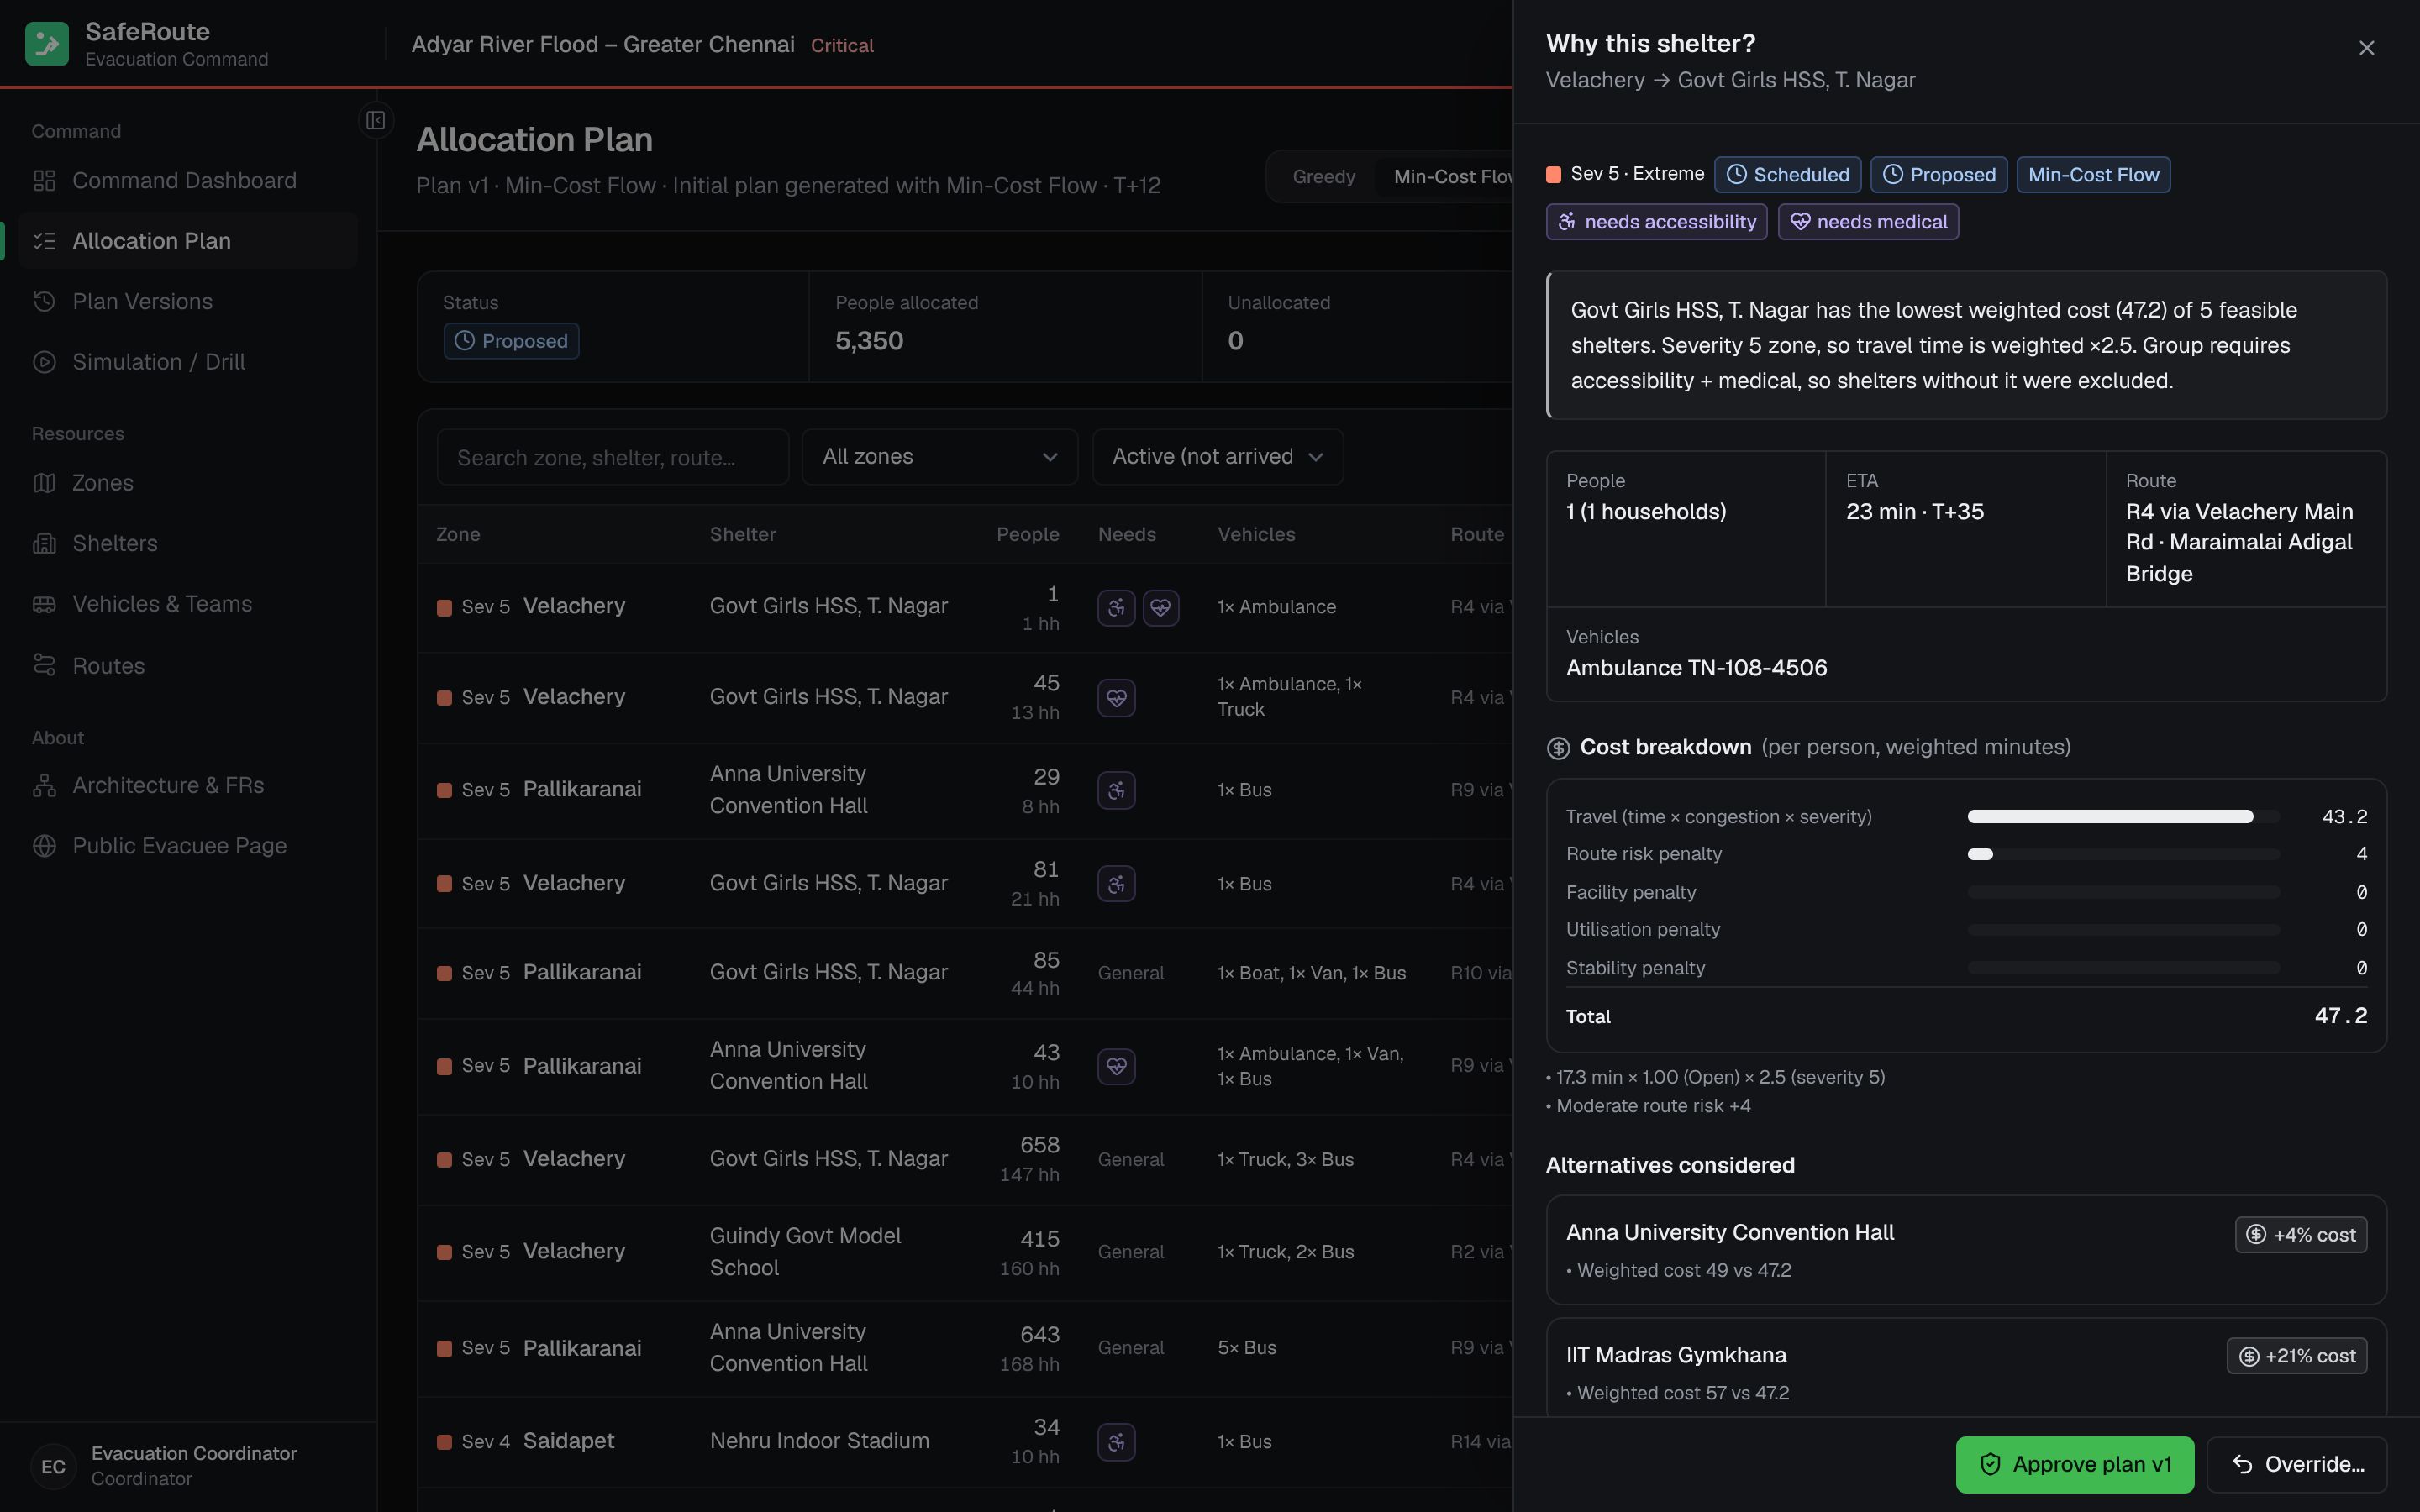 SafeRoute
Evacuation Command
Adyar River Flood – Greater Chennai Critical
Command
Command Dashboard
Allocation Plan
Plan Versions
Simulation / Drill
Resources
Zones
Shelters
Vehicles & Teams
Routes
About
Architecture & FRs
Public Evacuee Page
EC
Evacuation Coordinator
Coordinator
Allocation Plan
Plan v1 · Min-Cost Flow · Initial plan generated with Min-Cost Flow · T+12
Greedy Min-Cost Flow
Status People allocated Unallocated
Proposed 5,350 0
Search zone, shelter, route... All zones Active (not arrived
Zone Shelter People Needs Vehicles Route
Sev 5 Velachery Govt Girls HSS, T. Nagar 1 1× Ambulance R4 via
1 hh
Sev 5 Velachery Govt Girls HSS, T. Nagar 45 1× Ambulance, 1× R4 via
13 hh Truck
Sev 5 Pallikaranai Anna University 29 1× Bus R9 via
Convention Hall 8 hh
Sev 5 Velachery Govt Girls HSS, T. Nagar 81 1× Bus R4 via
21 hh
Sev 5 Pallikaranai Govt Girls HSS, T. Nagar 85 General 1× Boat, 1× Van, 1× Bus R10 via
44 hh
Sev 5 Pallikaranai Anna University 43 1× Ambulance, 1× Van, R9 via
Convention Hall 10 hh 1× Bus
Sev 5 Velachery Govt Girls HSS, T. Nagar 658 General 1× Truck, 3× Bus R4 via
147 hh
Sev 5 Velachery Guindy Govt Model 415 General 1× Truck, 2× Bus R2 via
School 160 hh
Sev 5 Pallikaranai Anna University 643 General 5× Bus R9 via
Convention Hall 168 hh
Sev 4 Saidapet Nehru Indoor Stadium 34 1× Bus R14 via
10 hh
Why this shelter?
Velachery → Govt Girls HSS, T. Nagar
Sev 5 · Extreme Scheduled Proposed Min-Cost Flow
needs accessibility needs medical
Govt Girls HSS, T. Nagar has the lowest weighted cost (47.2) of 5 feasible
shelters. Severity 5 zone, so travel time is weighted ×2.5. Group requires
accessibility + medical, so shelters without it were excluded.
People ETA Route
1 (1 households) 23 min · T+35 R4 via Velachery Main
Rd · Maraimalai Adigal
Bridge
Vehicles
Ambulance TN-108-4506
Cost breakdown (per person, weighted minutes)
Travel (time × congestion × severity) 43.2
Route risk penalty 4
Facility penalty 0
Utilisation penalty 0
Stability penalty 0
Total 47.2
• 17.3 min × 1.00 (Open) × 2.5 (severity 5)
• Moderate route risk +4
Alternatives considered
Anna University Convention Hall +4% cost
• Weighted cost 49 vs 47.2
IIT Madras Gymkhana +21% cost
• Weighted cost 57 vs 47.2
Approve plan v1 Override...